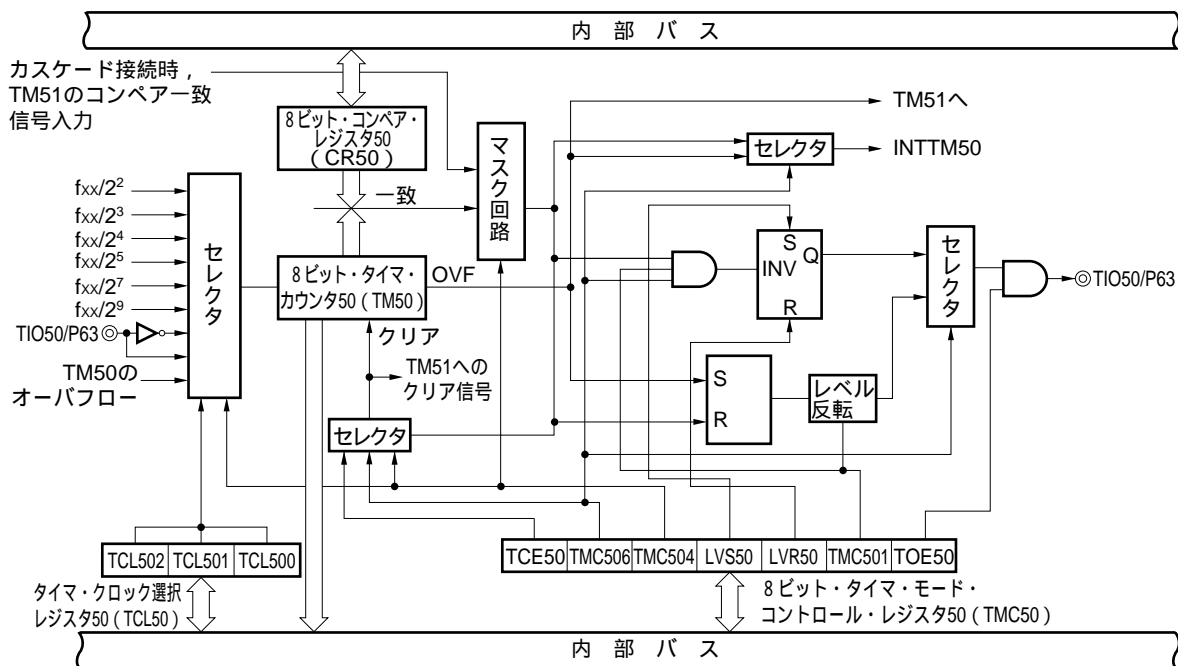 内 部 バ ス
カスケード接続時，
TM51のコンペア一致
信号入力
8ビット・コンペア・
レジスタ50
（CR50）
一致
マスク回路
TM51へ
セレクタ
INTTM50
fxx/2²
fxx/2³
fxx/2⁴
fxx/2⁵
fxx/2⁷
fxx/2⁹
TIO50/P63
TM50の
オーバフロー
セレクタ
8ビット・タイマ・
カウンタ50（TM50）
OVF
クリア
TM51への
クリア信号
セレクタ
S
INV
Q
R
S
R
レベル
反転
セレクタ
TIO50/P63
TCL502 TCL501 TCL500
タイマ・クロック選択
レジスタ50（TCL50）
TCE50 TMC506 TMC504 LVS50 LVR50 TMC501 TOE50
8ビット・タイマ・モード・
コントロール・レジスタ50（TMC50）
内 部 バ ス